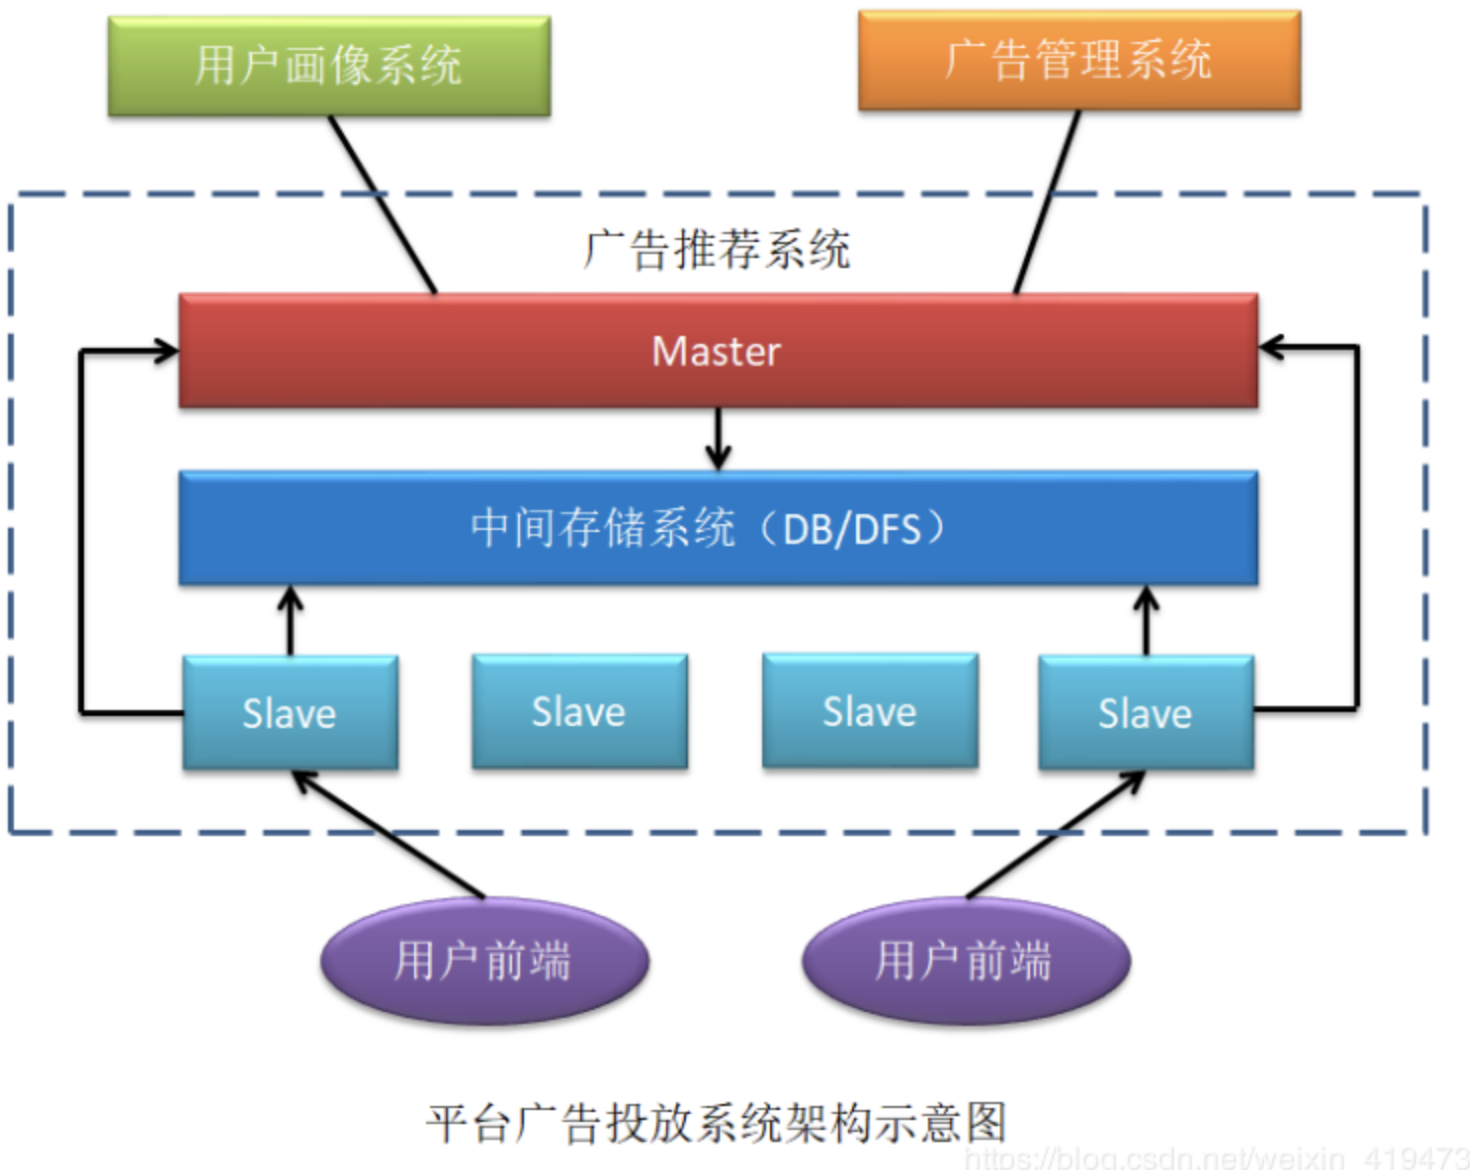 用户画像系统
广告管理系统
广告推荐系统
Master
中间存储系统（DB/DFS）
Slave
Slave
Slave
Slave
用户前端
用户前端
平台广告投放系统架构示意图
https://blog.csdn.net/weixin_419473